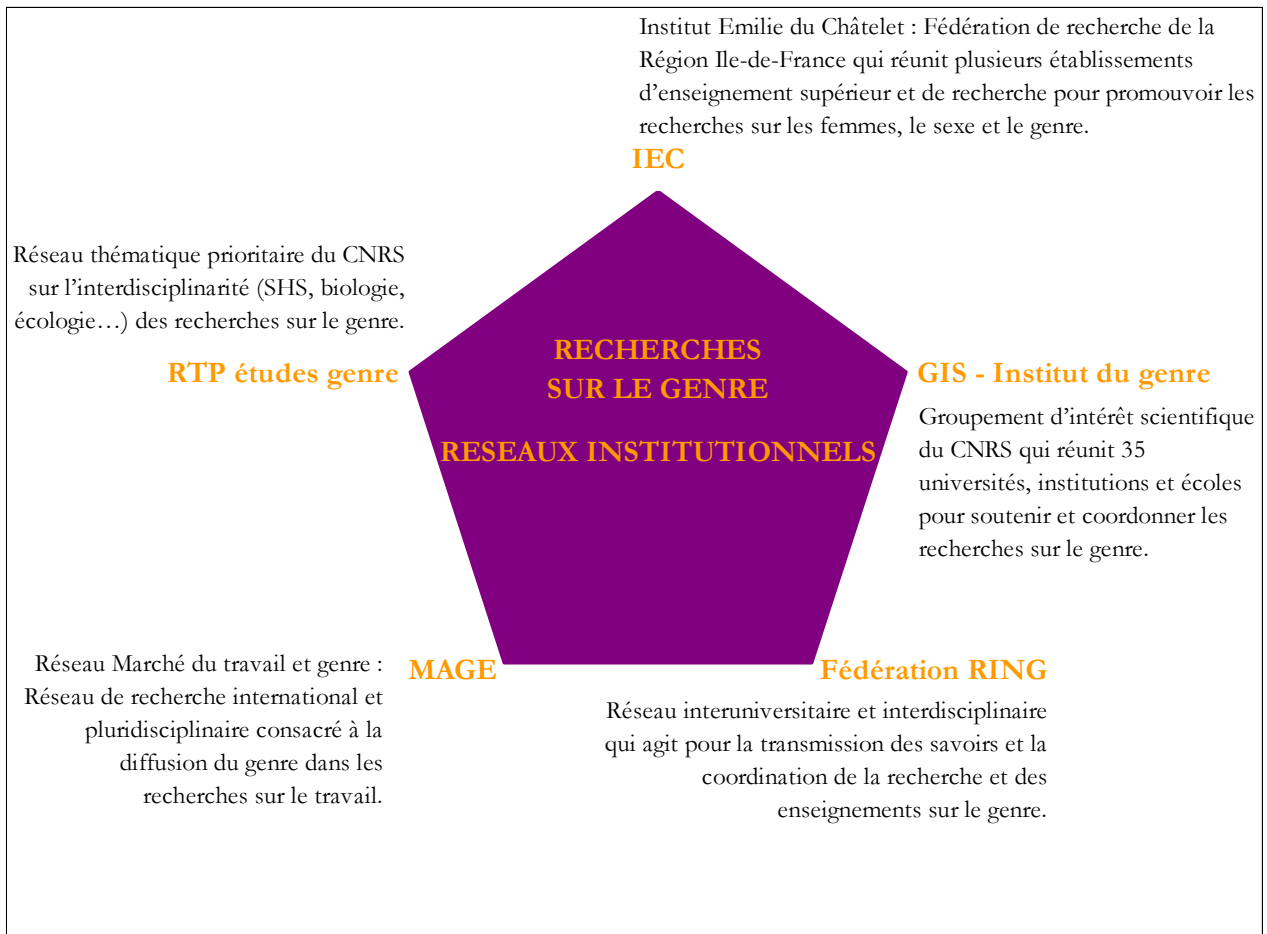 Institut Emilie du Châtelet : Fédération de recherche de la
Région Ile-de-France qui réunit plusieurs établissements
d’enseignement supérieur et de recherche pour promouvoir les
recherches sur les femmes, le sexe et le genre.
IEC
Réseau thématique prioritaire du CNRS
sur l’interdisciplinarité (SHS, biologie,
écologie…) des recherches sur le genre.
RTP études genre
RECHERCHES
SUR LE GENRE
RESEAUX INSTITUTIONNELS
GIS - Institut du genre
Groupement d’intérêt scientifique
du CNRS qui réunit 35
universités, institutions et écoles
pour soutenir et coordonner les
recherches sur le genre.
MAGE
Réseau Marché du travail et genre :
Réseau de recherche international et
pluridisciplinaire consacré à la
diffusion du genre dans les
recherches sur le travail.
Fédération RING
Réseau interuniversitaire et interdisciplinaire
qui agit pour la transmission des savoirs et la
coordination de la recherche et des
enseignements sur le genre.